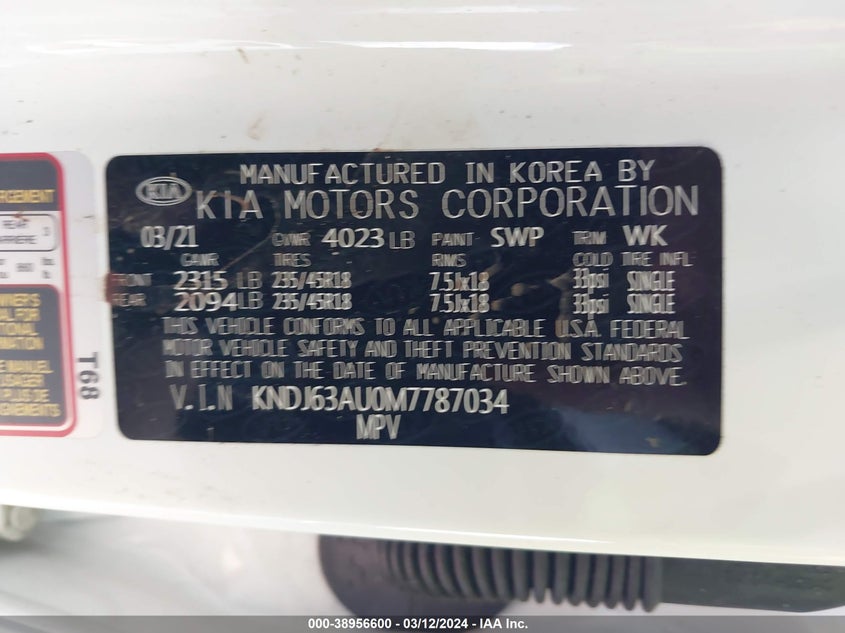 MANUFACTURED IN KOREA BY
KIA KIA MOTORS CORPORATION
03/21 GVWR 4023 LB PAINT SWP TRIM WK
GAWR TIRES RIMS COLD TIRE INFL
FRONT 2315 LB 235/45R18 7.5Jx18 33psi SINGLE
REAR 2094 LB 235/45R18 7.5Jx18 33psi SINGLE
THIS VEHICLE CONFORMS TO ALL APPLICABLE U.S.A. FEDERAL
MOTOR VEHICLE SAFETY AND THEFT PREVENTION STANDARDS
IN EFFECT ON THE DATE OF MANUFACTURE SHOWN ABOVE.
V.I.N KNDJ63AU0M7787034
MPV
REAR 3
T68
000-38956600 - 03/12/2024 - IAA Inc.